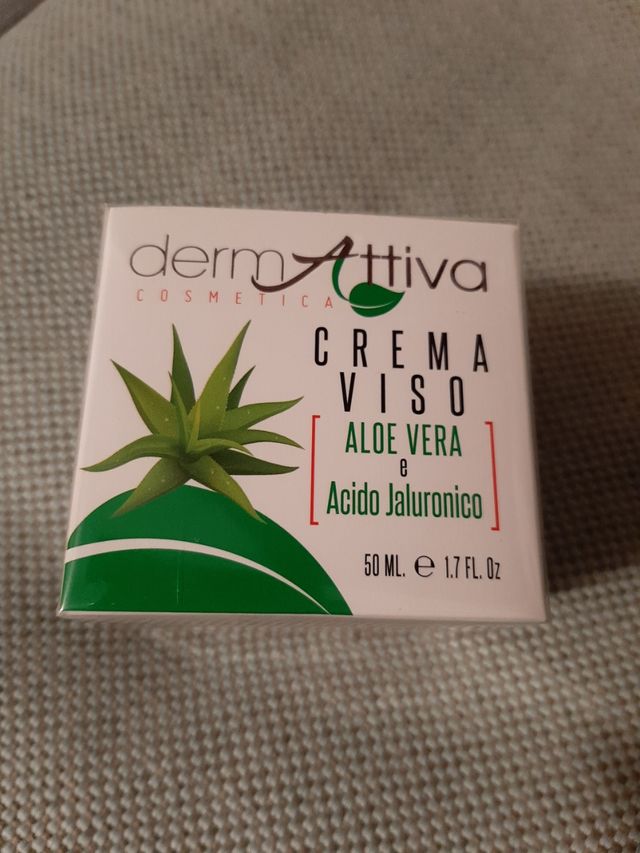 dermAttiva
COSMETICA
CREMA
VISO
ALOE VERA
e
Acido Jaluronico
50 ML. ℮ 1.7 FL. Oz